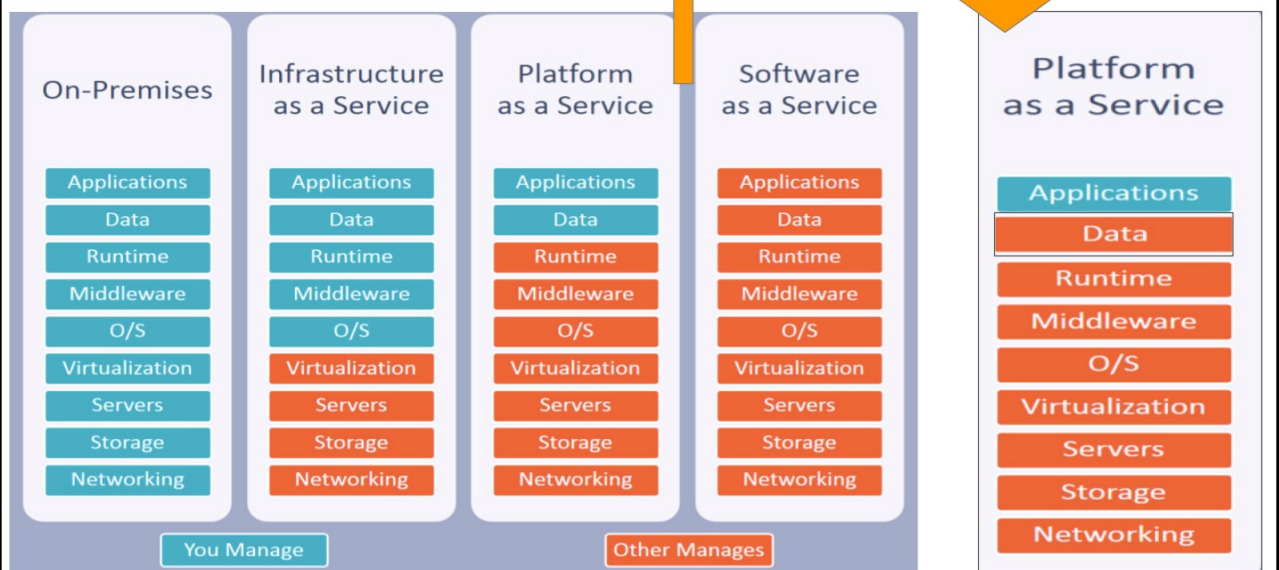 On-Premises
Applications
Data
Runtime
Middleware
O/S
Virtualization
Servers
Storage
Networking
Infrastructure
as a Service
Applications
Data
Runtime
Middleware
O/S
Virtualization
Servers
Storage
Networking
Platform
as a Service
Applications
Data
Runtime
Middleware
O/S
Virtualization
Servers
Storage
Networking
Software
as a Service
Applications
Data
Runtime
Middleware
O/S
Virtualization
Servers
Storage
Networking
You Manage
Other Manages
Platform
as a Service
Applications
Data
Runtime
Middleware
O/S
Virtualization
Servers
Storage
Networking